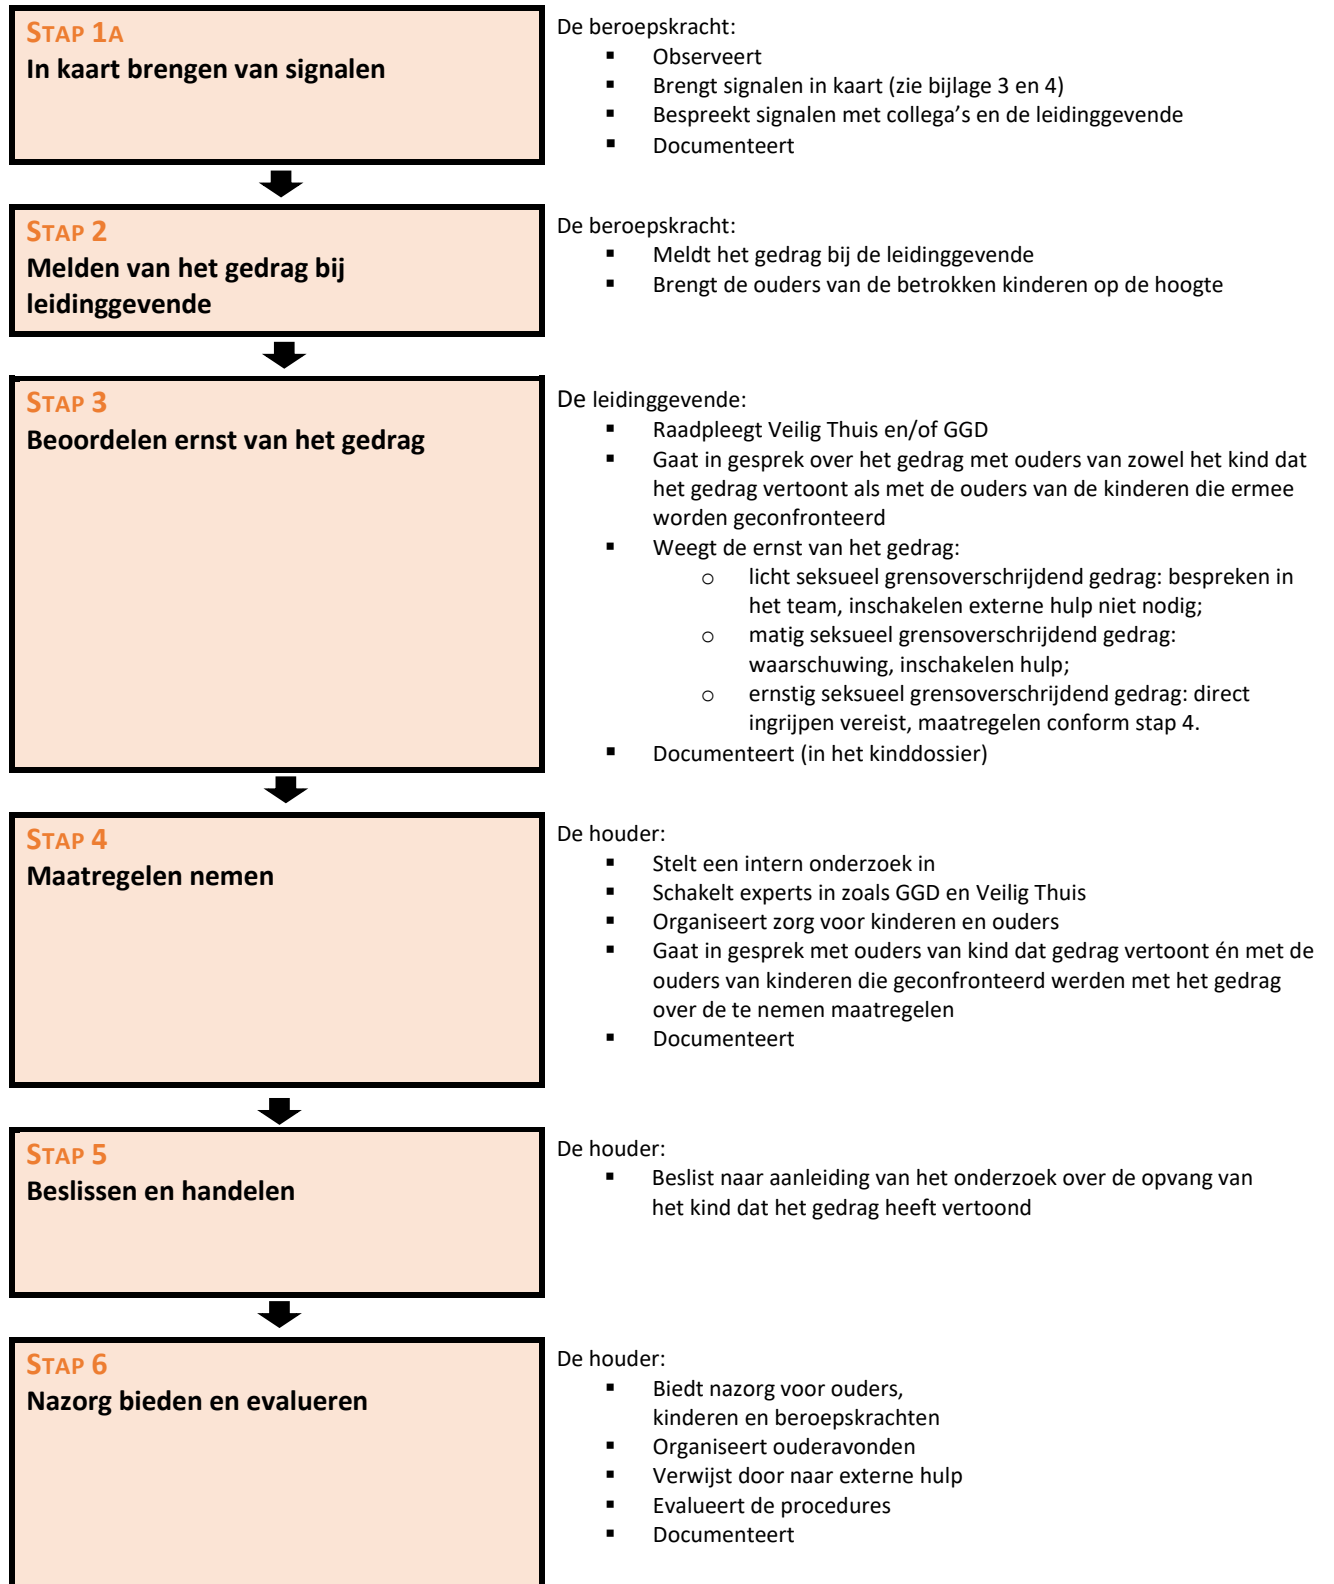 STAP 1A
In kaart brengen van signalen
De beroepskracht:
▪ Observeert
▪ Brengt signalen in kaart (zie bijlage 3 en 4)
▪ Bespreekt signalen met collega’s en de leidinggevende
▪ Documenteert
STAP 2
Melden van het gedrag bij
leidinggevende
De beroepskracht:
▪ Meldt het gedrag bij de leidinggevende
▪ Brengt de ouders van de betrokken kinderen op de hoogte
STAP 3
Beoordelen ernst van het gedrag
De leidinggevende:
▪ Raadpleegt Veilig Thuis en/of GGD
▪ Gaat in gesprek over het gedrag met ouders van zowel het kind dat
het gedrag vertoont als met de ouders van de kinderen die ermee
worden geconfronteerd
▪ Weegt de ernst van het gedrag:
o licht seksueel grensoverschrijdend gedrag: bespreken in
het team, inschakelen externe hulp niet nodig;
o matig seksueel grensoverschrijdend gedrag:
waarschuwing, inschakelen hulp;
o ernstig seksueel grensoverschrijdend gedrag: direct
ingrijpen vereist, maatregelen conform stap 4.
▪ Documenteert (in het kinddossier)
STAP 4
Maatregelen nemen
De houder:
▪ Stelt een intern onderzoek in
▪ Schakelt experts in zoals GGD en Veilig Thuis
▪ Organiseert zorg voor kinderen en ouders
▪ Gaat in gesprek met ouders van kind dat gedrag vertoont én met de
ouders van kinderen die geconfronteerd werden met het gedrag
over de te nemen maatregelen
▪ Documenteert
STAP 5
Beslissen en handelen
De houder:
▪ Beslist naar aanleiding van het onderzoek over de opvang van
het kind dat het gedrag heeft vertoond
STAP 6
Nazorg bieden en evalueren
De houder:
▪ Biedt nazorg voor ouders,
kinderen en beroepskrachten
▪ Organiseert ouderavonden
▪ Verwijst door naar externe hulp
▪ Evalueert de procedures
▪ Documenteert